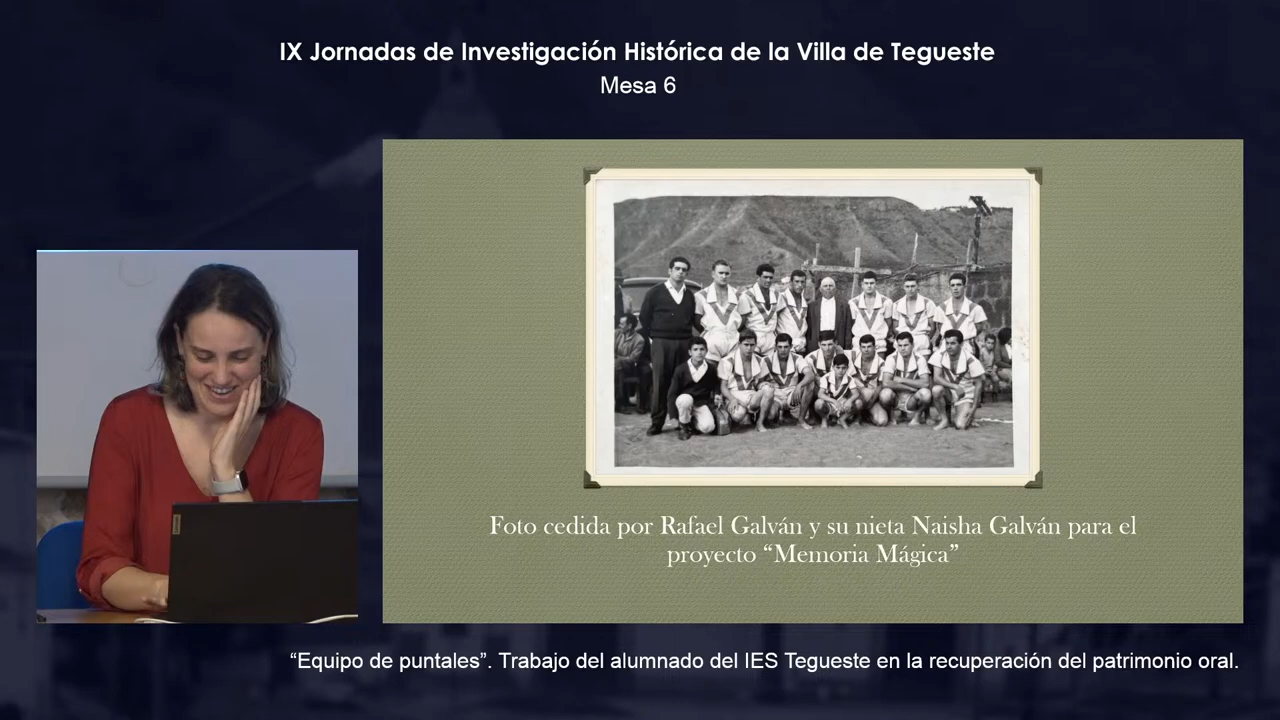 IX Jornadas de Investigación Histórica de la Villa de Tegueste
Mesa 6
Foto cedida por Rafael Galván y su nieta Naisha Galván para el
proyecto “Memoria Mágica”
“Equipo de puntales”. Trabajo del alumnado del IES Tegueste en la recuperación del patrimonio oral.